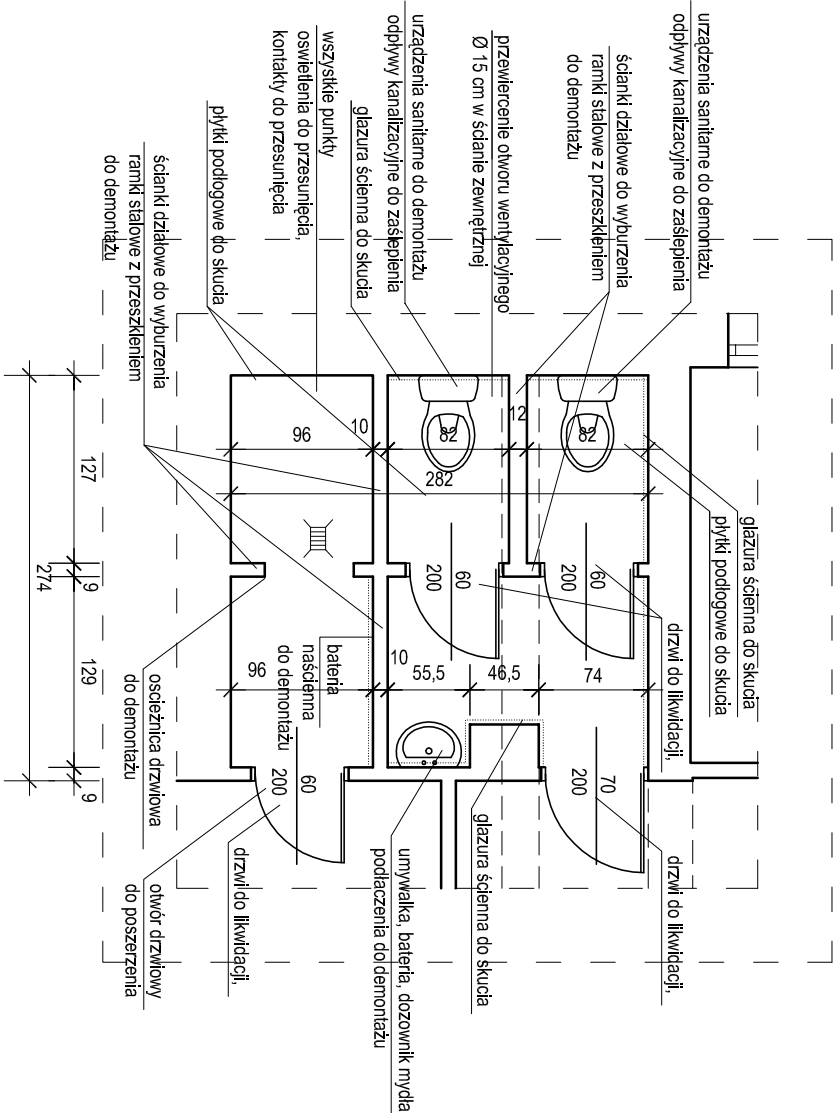 urządzenia sanitarne do demontażu
odpływy kanalizacyjne do zaślepienia
ścianki działowe do wyburzenia
ramki stalowe z przeszkleniem
do demontażu
przewiercenie otworu wentylacyjnego
Ø 15 cm w ścianie zewnętrznej
urządzenia sanitarne do demontażu
odpływy kanalizacyjne do zaślepienia
glazura ścienna do skucia
wszystkie punkty
oswietlenia do przesunięcia,
kontakty do przesunięcia
płytki podłogowe do skucia
ścianki działowe do wyburzenia
ramki stalowe z przeszkleniem
do demontażu
glazura ścienna do skucia
płytki podłogowe do skucia
82
12
82
10
96
282
60
200
60
200
drzwi do likwidacji,
74
46,5
55,5
10
96
bateria
naścienna
do demontażu
70
200
60
200
drzwi do likwidacji,
glazura ścienna do skucia
umywalka, bateria, dozownik mydła
podłaczenia do demontażu
drzwi do likwidacji,
otwór drzwiowy
do poszerzenia
oscieżnica drzwiowa
do demontażu
127
9
129
9
274